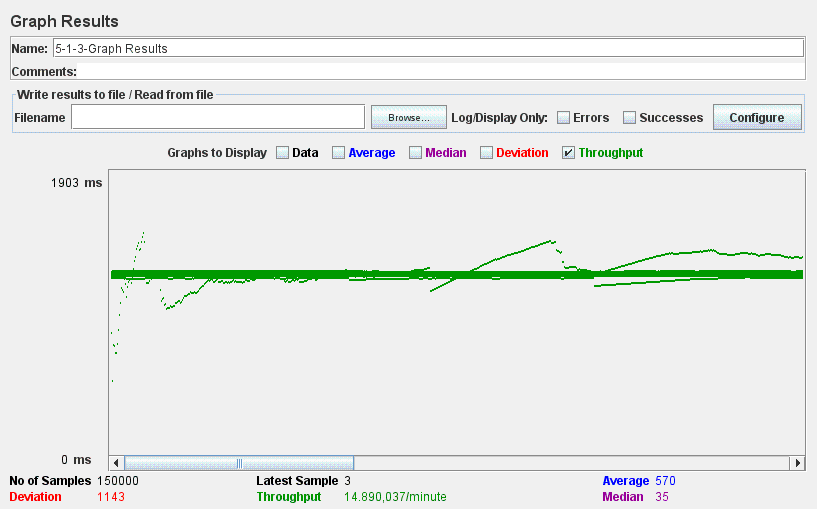 Graph Results
Name: 5-1-3-Graph Results
Comments:
Write results to file / Read from file
Filename Browse... Log/Display Only: Errors Successes Configure
Graphs to Display Data Average Median Deviation Throughput
1903 ms
0 ms
No of Samples 150000 Latest Sample 3 Average 570
Deviation 1143 Throughput 14.890,037/minute Median 35